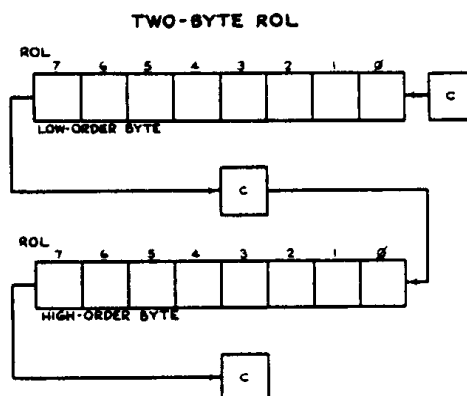 TWO-BYTE ROL
ROL
7 6 5 4 3 2 1 Ø
C
LOW-ORDER BYTE
C
ROL
7 6 5 4 3 2 1 Ø
HIGH-ORDER BYTE
C